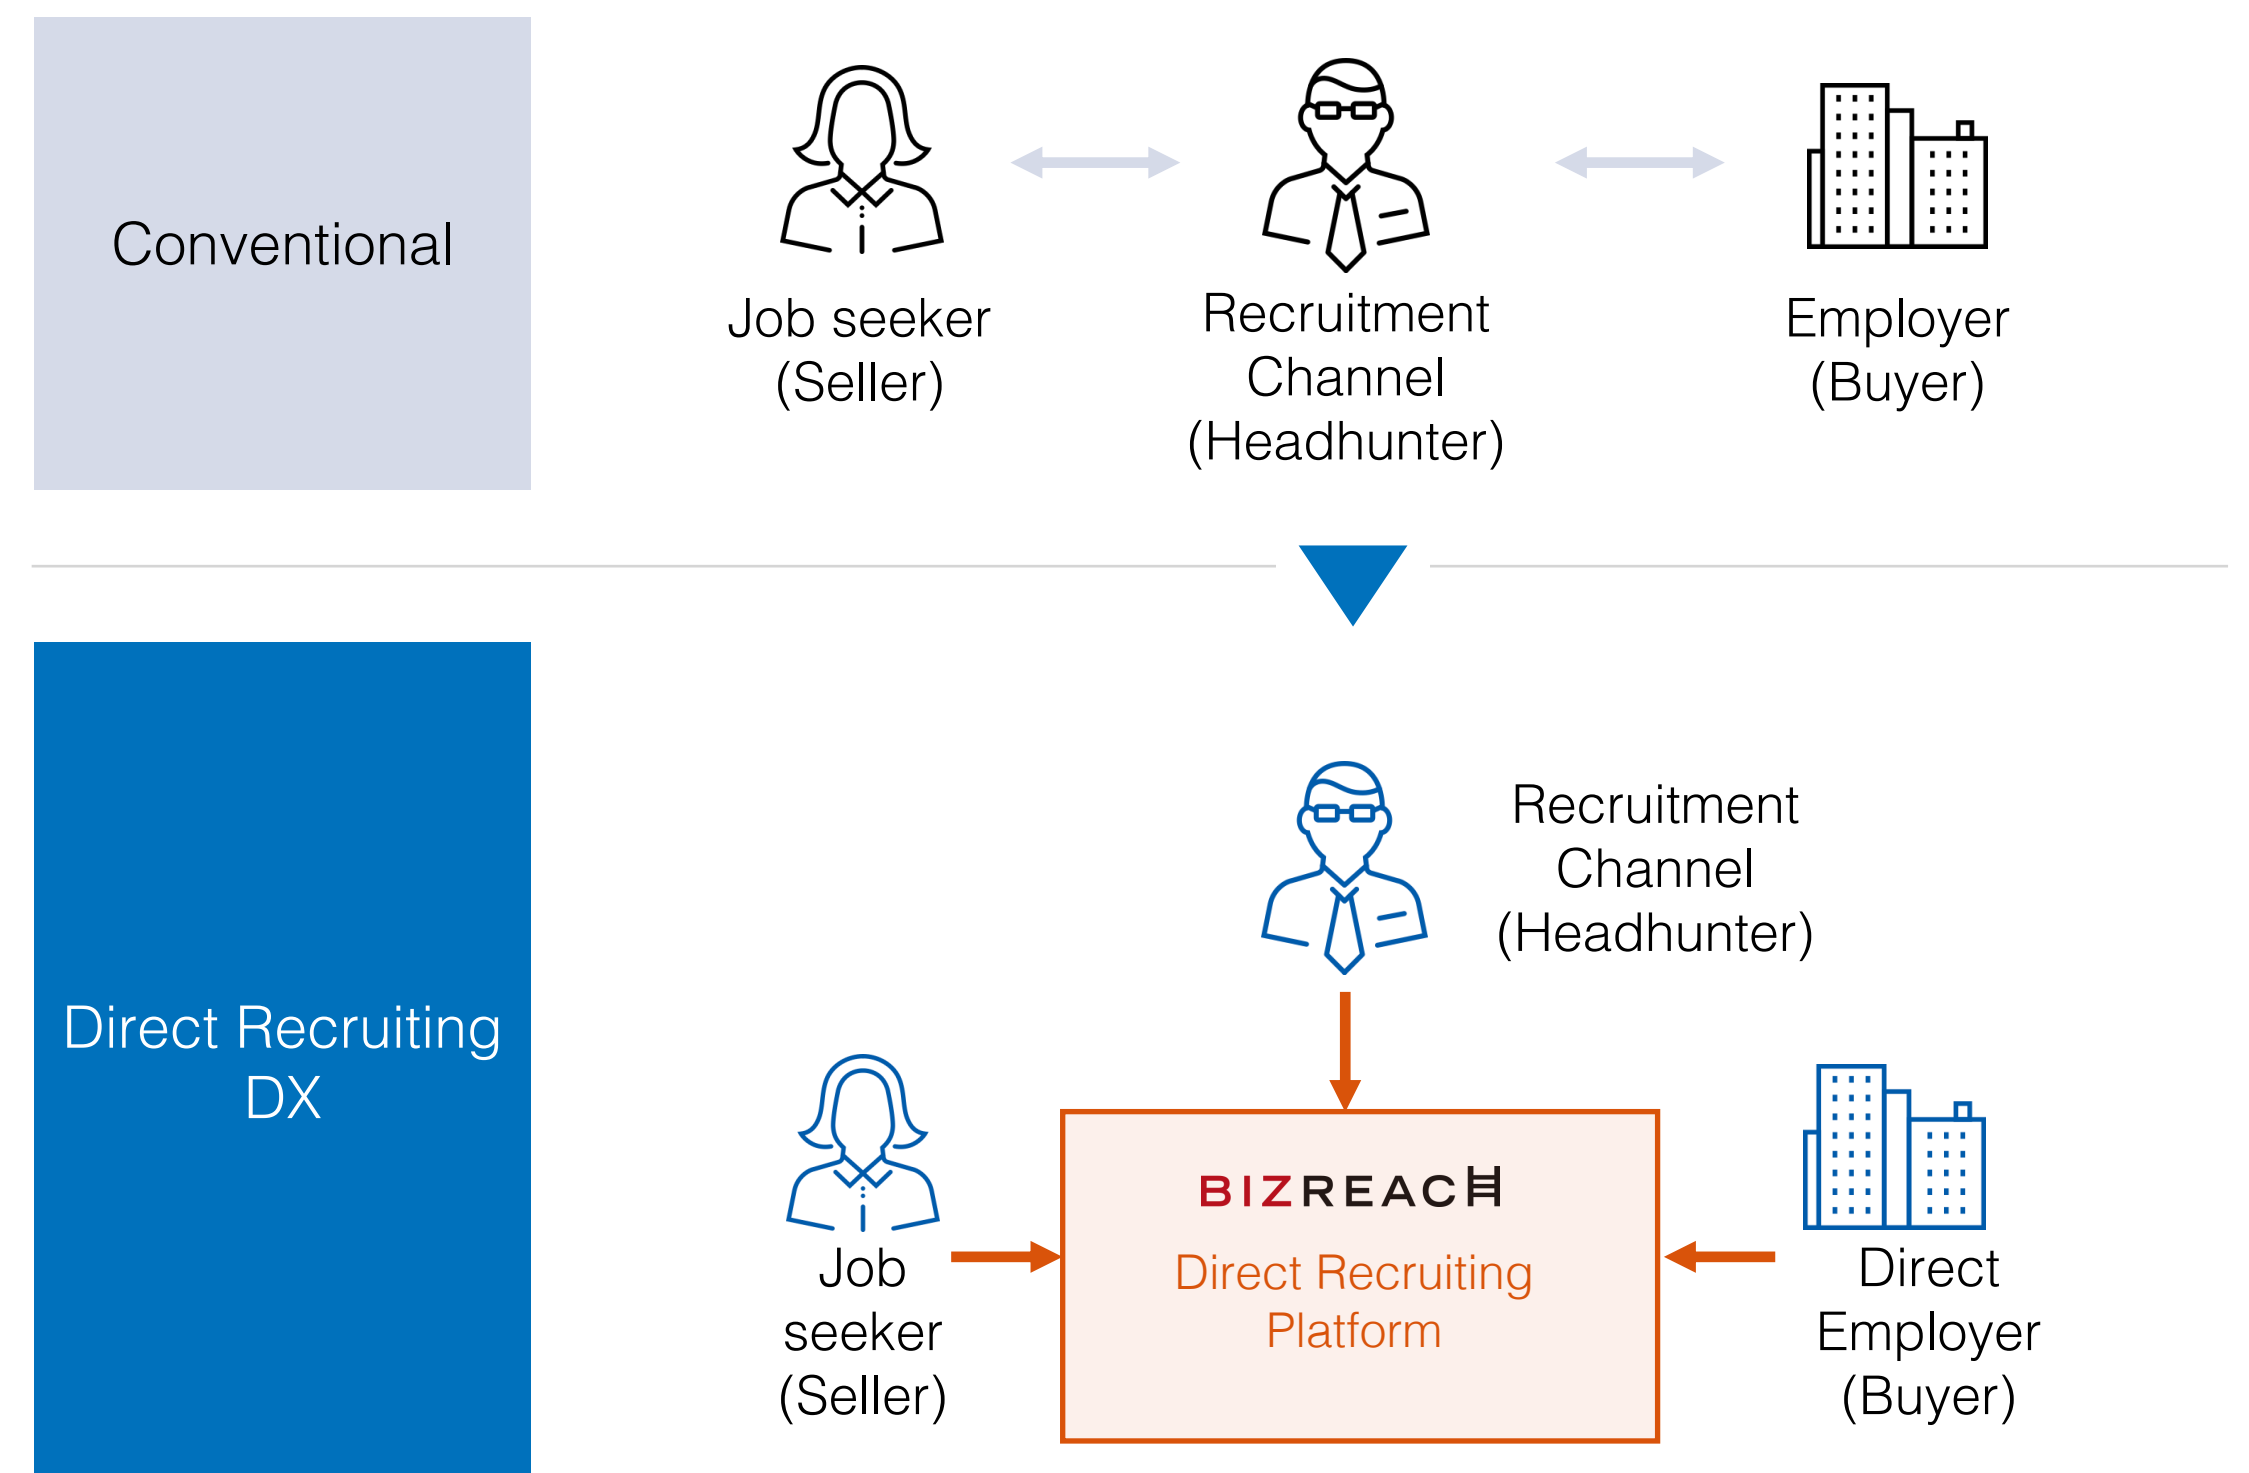 Conventional
Job seeker
(Seller)
Recruitment
Channel
(Headhunter)
Employer
(Buyer)
Direct Recruiting
DX
Recruitment
Channel
(Headhunter)
Job
seeker
(Seller)
BIZREACH
Direct Recruiting
Platform
Direct
Employer
(Buyer)